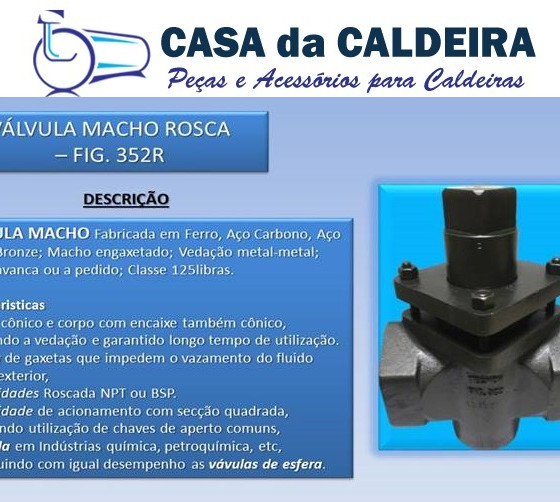 CASA da CALDEIRA
Peças e Acessórios para Caldeiras
VÁLVULA MACHO ROSCA
– FIG. 352R
DESCRIÇÃO
ULA MACHO Fabricada em Ferro, Aço Carbono, Aço
Bronze; Macho engaxetado; Vedação metal-metal;
avanca ou a pedido; Classe 125libras.
rísticas
cônico e corpo com encaixe também cônico,
ndo a vedação e garantido longo tempo de utilização.
r de gaxetas que impedem o vazamento do fluido
exterior,
idades Roscada NPT ou BSP.
idade de acionamento com secção quadrada,
ndo utilização de chaves de aperto comuns,
da em Indústrias química, petroquímica, etc,
uindo com igual desempenho as vávulas de esfera.